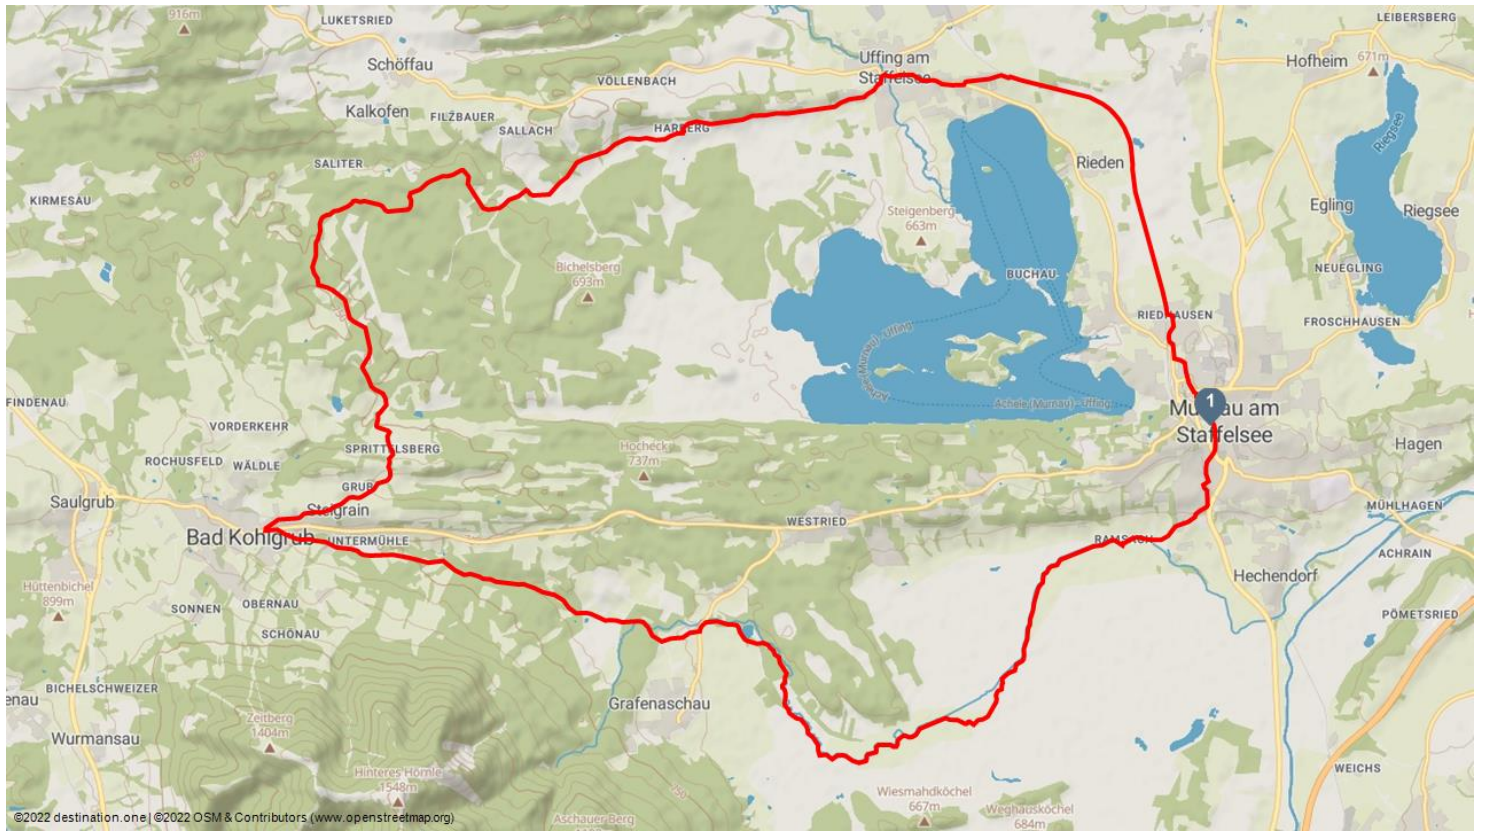 916m
LUKETSRIED
LEIBERSBERG
Schöffau
Uffing am
Staffelsee
Hofheim
671m
VÖLLENBACH
Kalkofen
FILZBAUER
SALLACH
HARBERG
Riegsee
SALITER
Rieden
KIRMESAU
Egling
Riegsee
Steigenberg
663m
Bichelsberg
693m
BUCHAU
NEUEGLING
RIEDHAUSEN
FROSCHHAUSEN
Achele (Murnau) - Uffing
Achele (Murnau) - Uffing
1
FINDENAU
Murnau am
Staffelsee
VORDERKEHR
SPRITTELSBERG
Hocheck
737m
Hagen
ROCHUSFELD
WÄLDLE
GRUB
Saulgrub
Steigrain
MÜHLHAGEN
WESTRIED
Bad Kohlgrub
UNTERMÜHLE
RAMSACH
ACHRAIN
Hechendorf
Hüttenbichel
899m
SONNEN
OBERNAU
PÖMETSRIED
SCHÖNAU
BICHELSCHWEIZER
enau
Grafenaschau
Zeitberg
1404m
Wurmansau
WEICHS
Hinteres Hörnle
1548m
Wiesmahdköchel
667m
Weghausköchel
684m
Aschauer Berg
©2022 destination.one | ©2022 OSM & Contributors (www.openstreetmap.org)